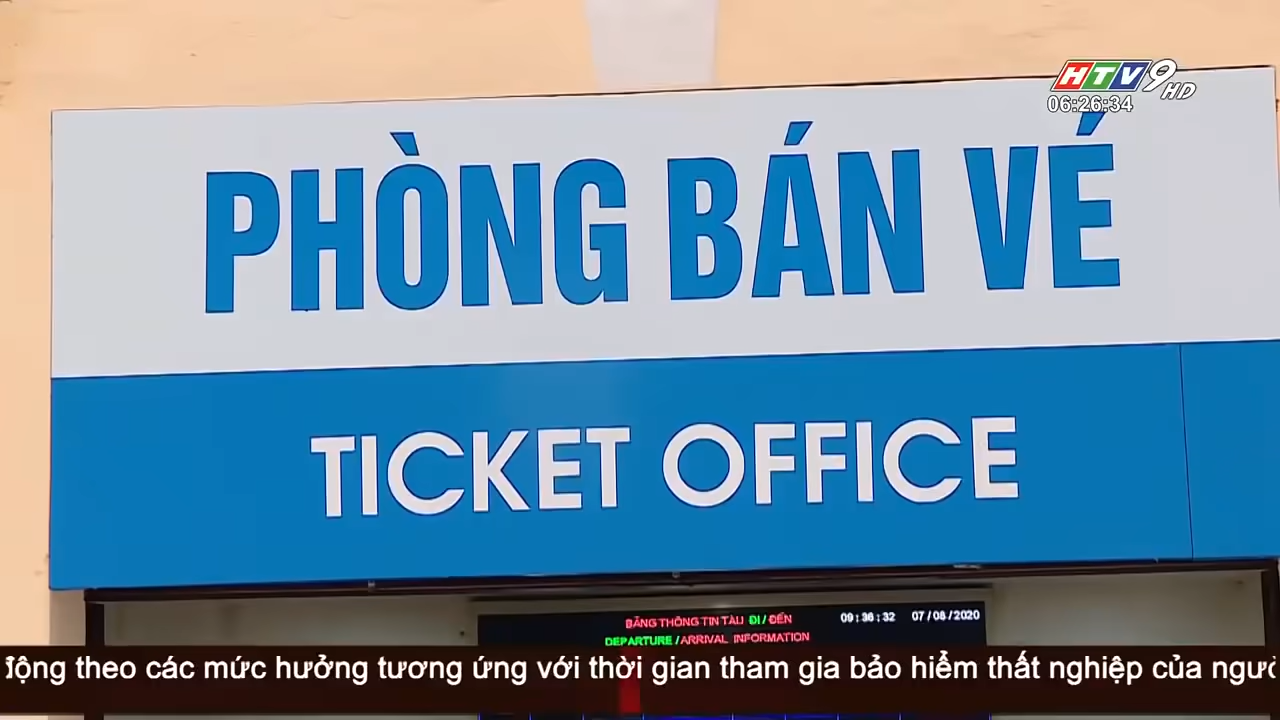 HTV9 HD
06:26:34
PHÒNG BÁN VÉ
TICKET OFFICE
BẢNG THÔNG TIN TÀU ĐI / ĐẾN 09:36:32 07/08/2020
DEPARTURE / ARRIVAL INFORMATION
động theo các mức hưởng tương ứng với thời gian tham gia bảo hiểm thất nghiệp của ngườ